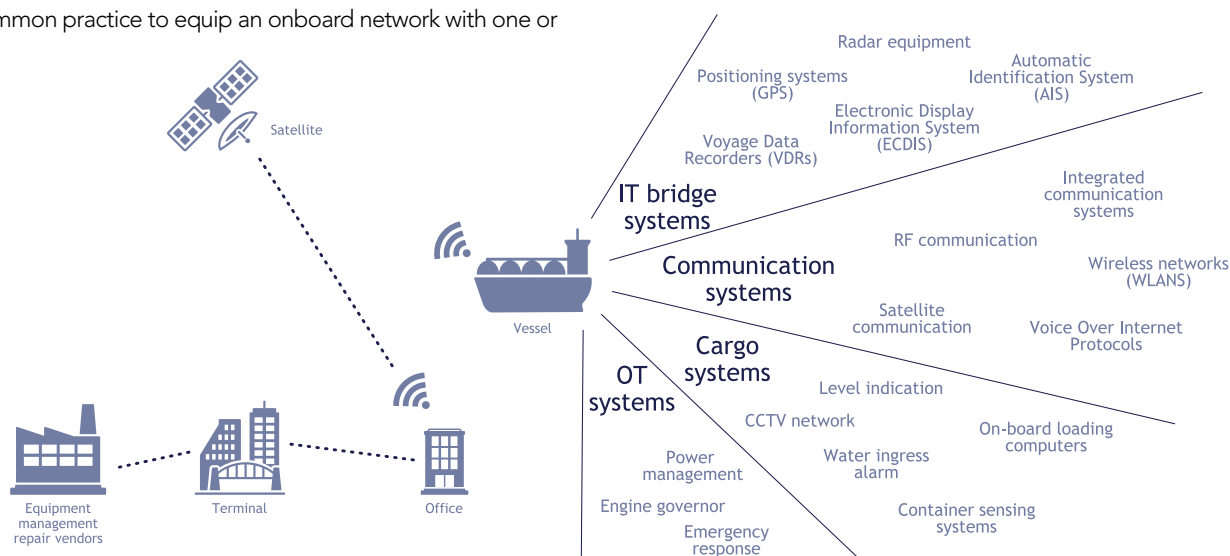 mmon practice to equip an onboard network with one or
Satellite
Vessel
Equipment
management
repair vendors
Terminal
Office
IT bridge
systems
Radar equipment
Positioning systems
(GPS)
Automatic
Identification System
(AIS)
Electronic Display
Information System
(ECDIS)
Voyage Data
Recorders (VDRs)
Communication
systems
Integrated
communication
systems
RF communication
Wireless networks
(WLANS)
Satellite
communication
Voice Over Internet
Protocols
Cargo
systems
Level indication
CCTV network
On-board loading
computers
Water ingress
alarm
Container sensing
systems
OT
systems
Power
management
Engine governor
Emergency
response